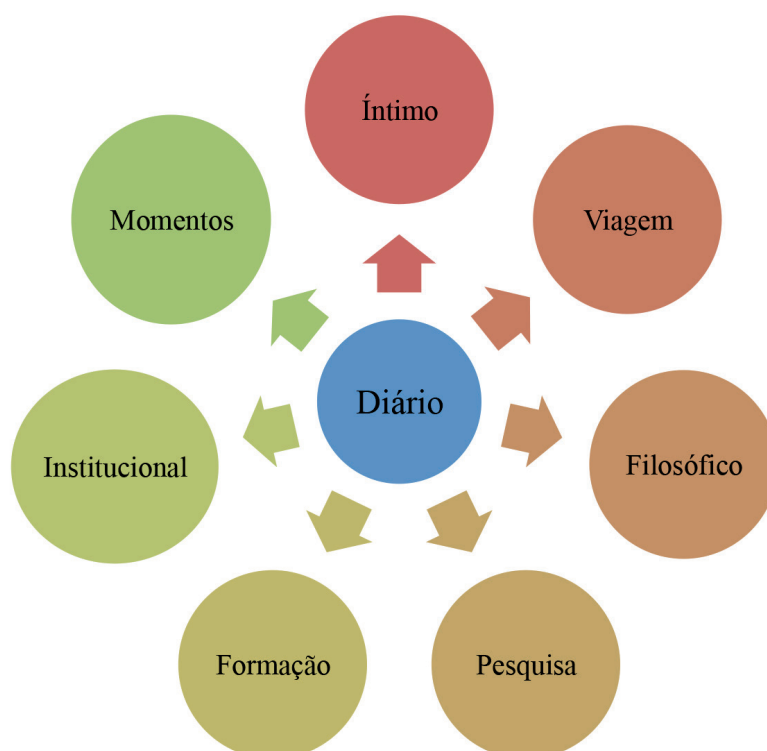 Íntimo
Momentos
Viagem
Diário
Institucional
Filosófico
Formação
Pesquisa